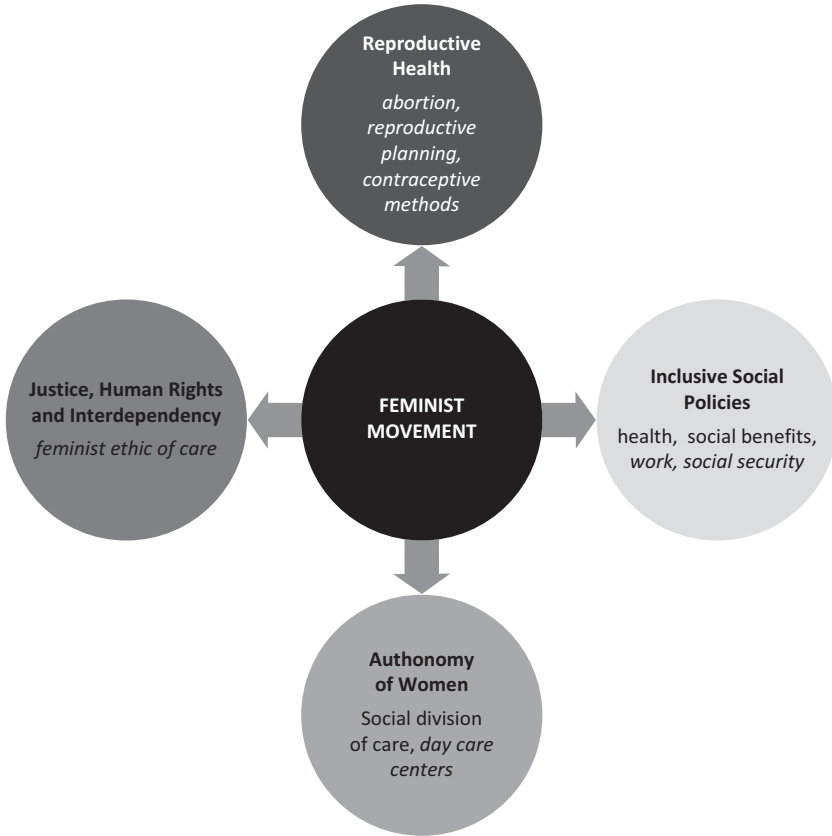 Reproductive
Health
abortion,
reproductive
planning,
contraceptive
methods
Justice, Human Rights
and Interdependency
feminist ethic of care
FEMINIST
MOVEMENT
Inclusive Social
Policies
health, social benefits,
work, social security
Authonomy
of Women
Social division
of care, day care
centers